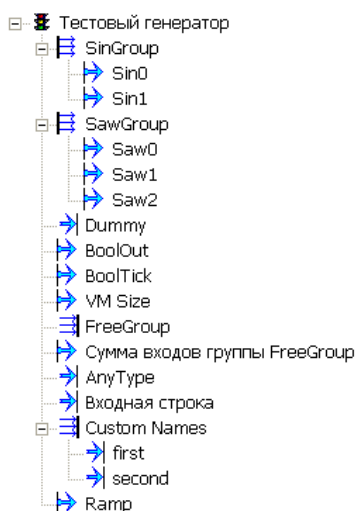 Тестовый генератор
SinGroup
Sin0
Sin1
SawGroup
Saw0
Saw1
Saw2
Dummy
BoolOut
BoolTick
VM Size
FreeGroup
Сумма входов группы FreeGroup
AnyType
Входная строка
Custom Names
first
second
Ramp